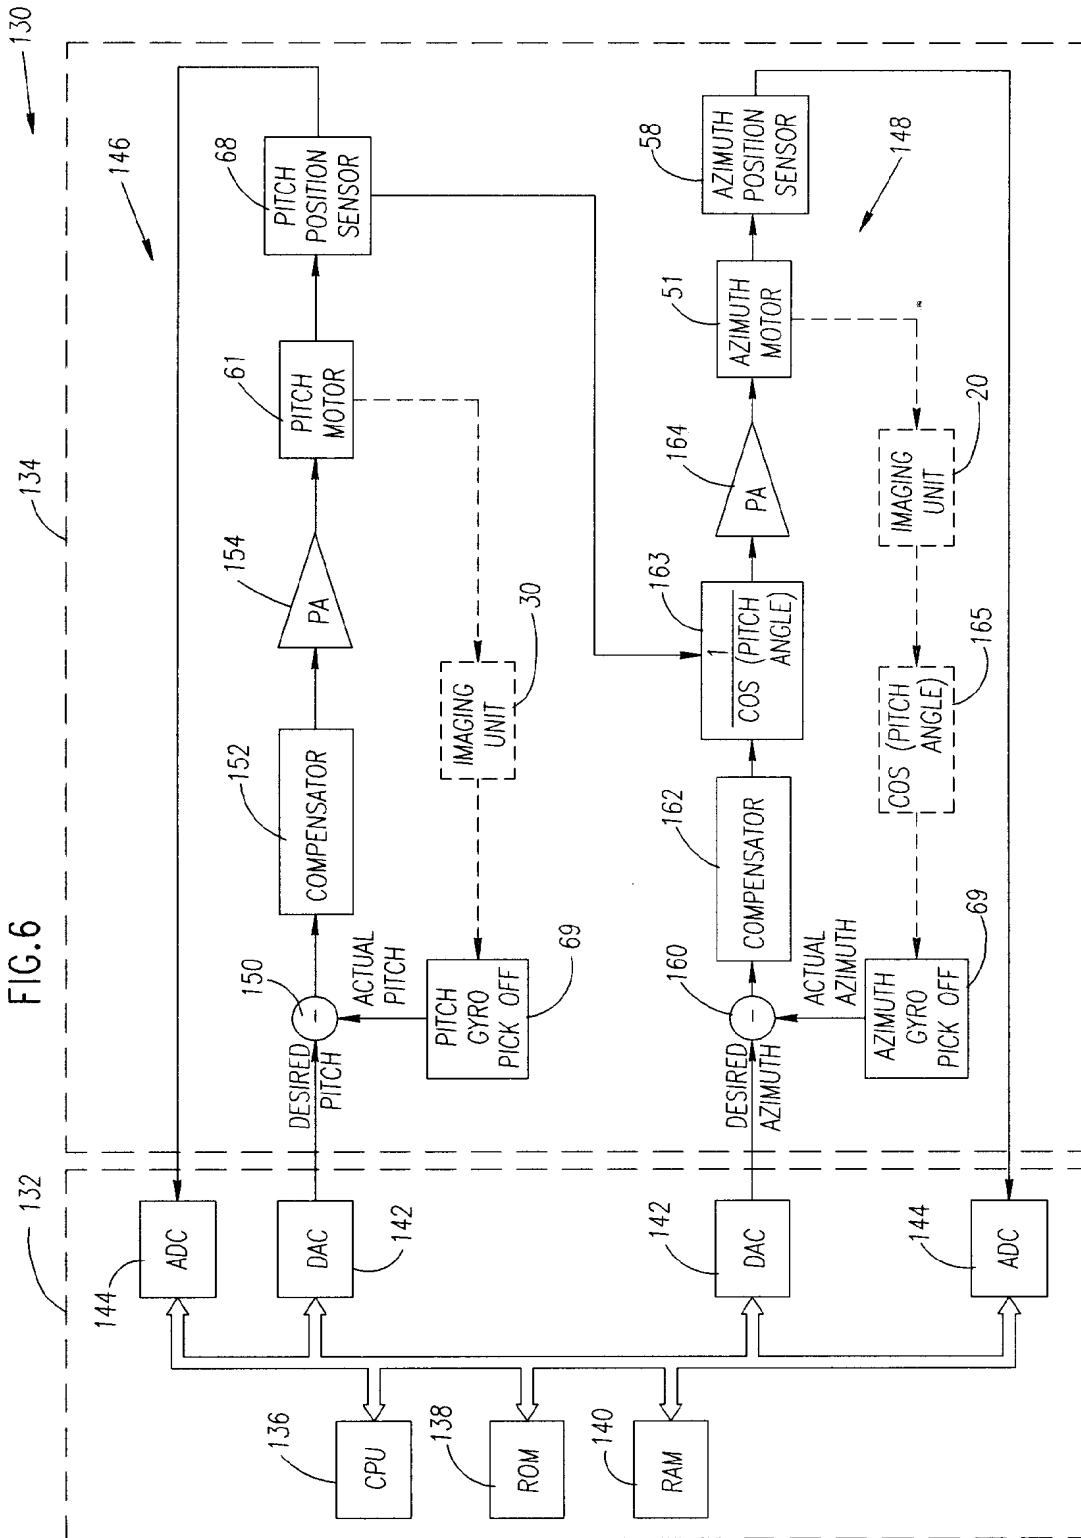 FIG.6
130
132
134
144
ADC
142
DAC
136
CPU
138
ROM
140
RAM
142
DAC
144
ADC
146
DESIRED
PITCH
150
–
ACTUAL
PITCH
PITCH
GYRO
PICK OFF
69
152
COMPENSATOR
154
PA
61
PITCH
MOTOR
68
PITCH
POSITION
SENSOR
30
IMAGING
UNIT
148
DESIRED
AZIMUTH
160
–
ACTUAL
AZIMUTH
AZIMUTH
GYRO
PICK OFF
69
162
COMPENSATOR
163
1
COS (PITCH
ANGLE)
164
PA
51
AZIMUTH
MOTOR
58
AZIMUTH
POSITION
SENSOR
20
IMAGING
UNIT
165
COS (PITCH
ANGLE)